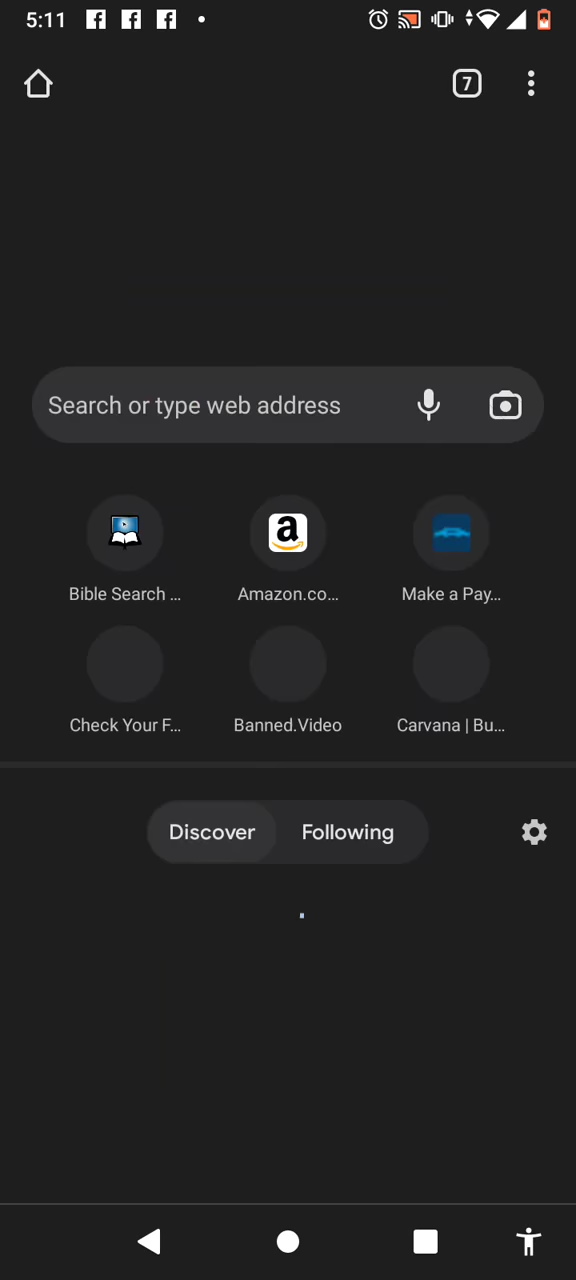 5:11
7
Search or type web address
Bible Search ...
Amazon.co...
Make a Pay...
Check Your F...
Banned.Video
Carvana | Bu...
Discover
Following